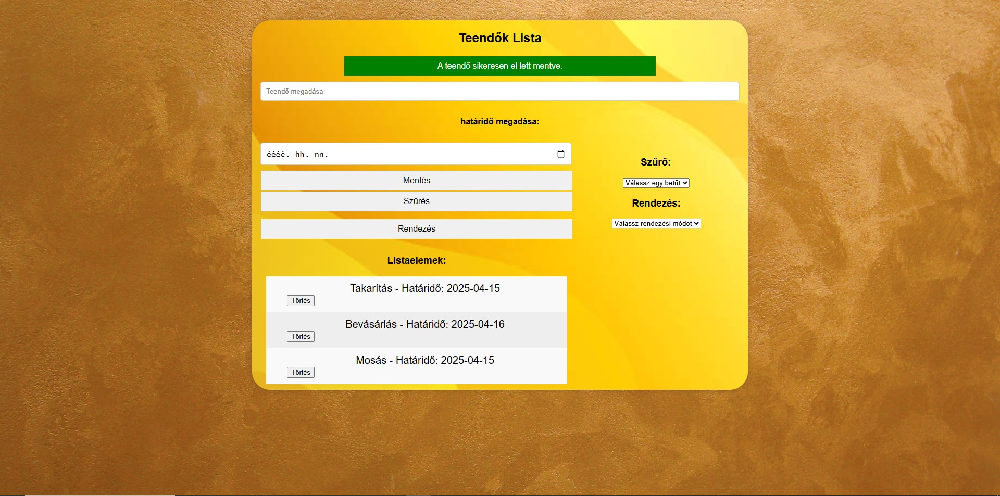 Teendők Lista
A teendő sikeresen el lett mentve.
Teendő megadása
határidő megadása:
éééé. hh. nn.
Mentés
Szűrés
Rendezés
Szűrő:
Válassz egy betűt
Rendezés:
Válassz rendezési módot
Listaelemek:
Takarítás - Határidő: 2025-04-15
Törlés
Bevásárlás - Határidő: 2025-04-16
Törlés
Mosás - Határidő: 2025-04-15
Törlés